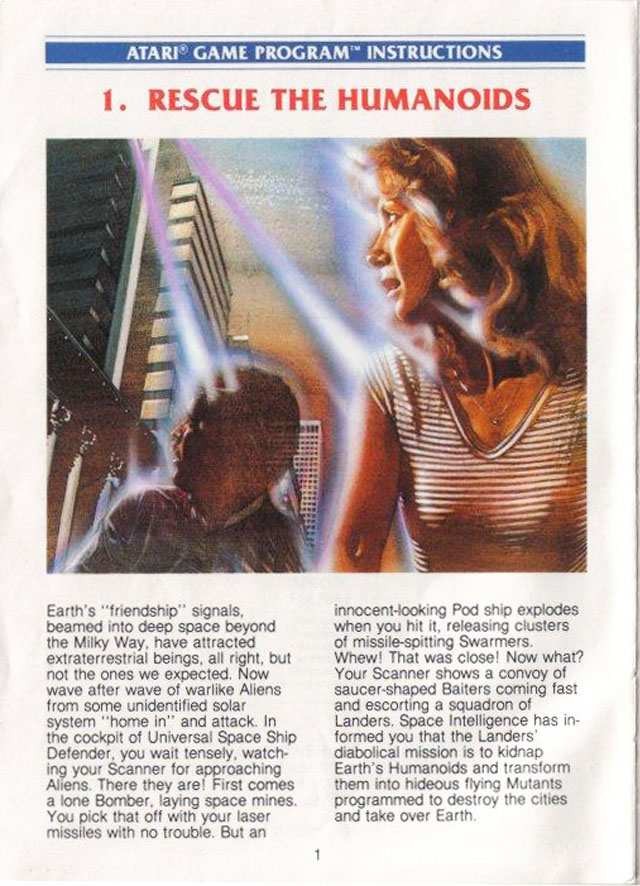 ATARI® GAME PROGRAM™ INSTRUCTIONS
1. RESCUE THE HUMANOIDS
Earth's "friendship" signals,
beamed into deep space beyond
the Milky Way, have attracted
extraterrestrial beings, all right, but
not the ones we expected. Now
wave after wave of warlike Aliens
from some unidentified solar
system "home in" and attack. In
the cockpit of Universal Space Ship
Defender, you wait tensely, watch-
ing your Scanner for approaching
Aliens. There they are! First comes
a lone Bomber, laying space mines.
You pick that off with your laser
missiles with no trouble. But an
innocent-looking Pod ship explodes
when you hit it, releasing clusters
of missile-spitting Swarmers.
Whew! That was close! Now what?
Your Scanner shows a convoy of
saucer-shaped Baiters coming fast
and escorting a squadron of
Landers. Space Intelligence has in-
formed you that the Landers'
diabolical mission is to kidnap
Earth's Humanoids and transform
them into hideous flying Mutants
programmed to destroy the cities
and take over Earth.
1